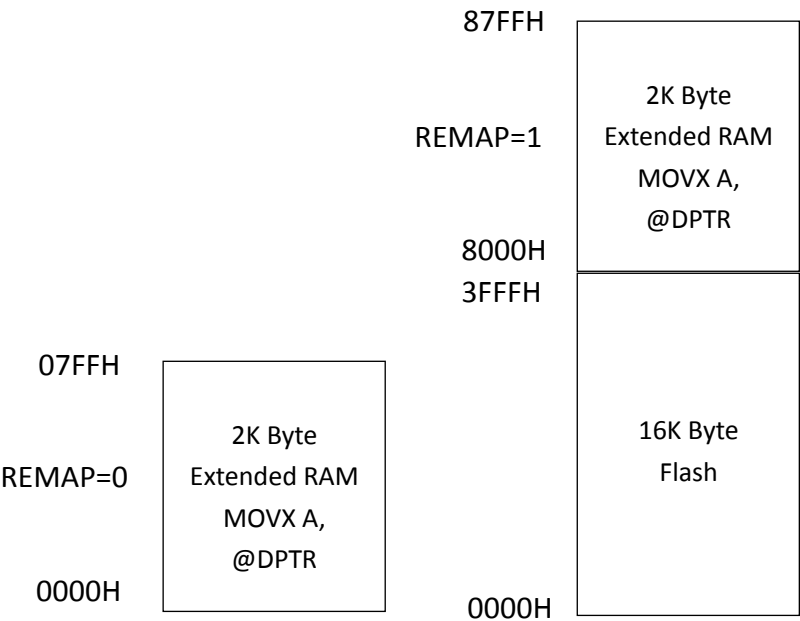 87FFH
2K Byte
Extended RAM
MOVX A,
@DPTR
REMAP=1
8000H
3FFFH
16K Byte
Flash
0000H
07FFH
2K Byte
Extended RAM
MOVX A,
@DPTR
REMAP=0
0000H